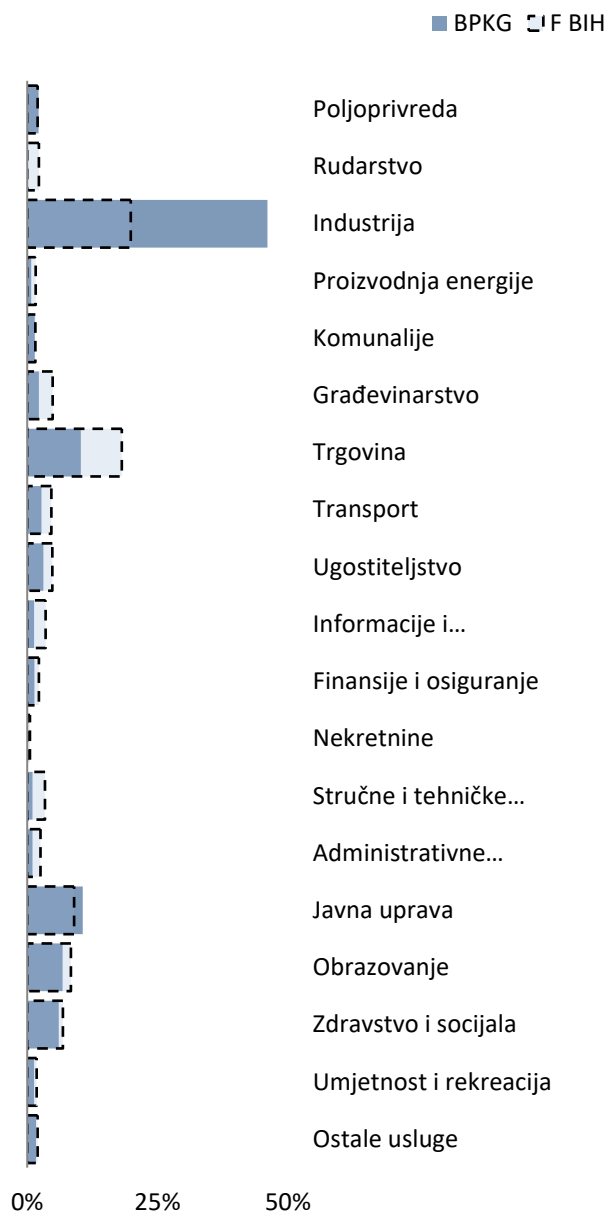 BPKG F BIH
Poljoprivreda
Rudarstvo
Industrija
Proizvodnja energije
Komunalije
Građevinarstvo
Trgovina
Transport
Ugostiteljstvo
Informacije i...
Finansije i osiguranje
Nekretnine
Stručne i tehničke...
Administrativne...
Javna uprava
Obrazovanje
Zdravstvo i socijala
Umjetnost i rekreacija
Ostale usluge
0% 25% 50%